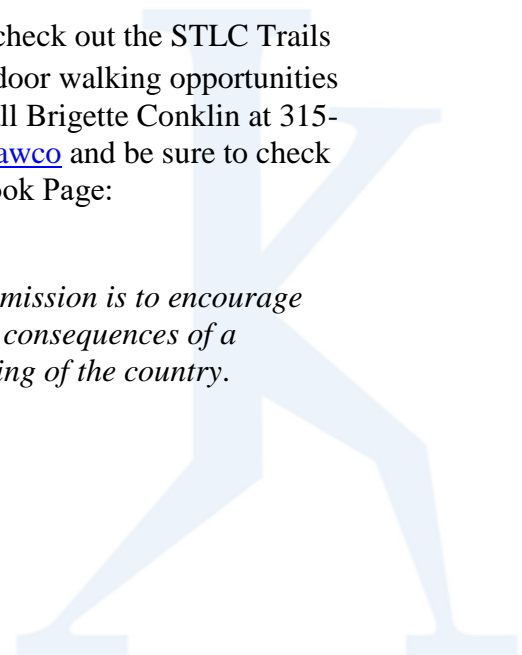 check out the STLC Trails
door walking opportunities
all Brigette Conklin at 315-
awco and be sure to check
ook Page:
mission is to encourage
consequences of a
ing of the country.